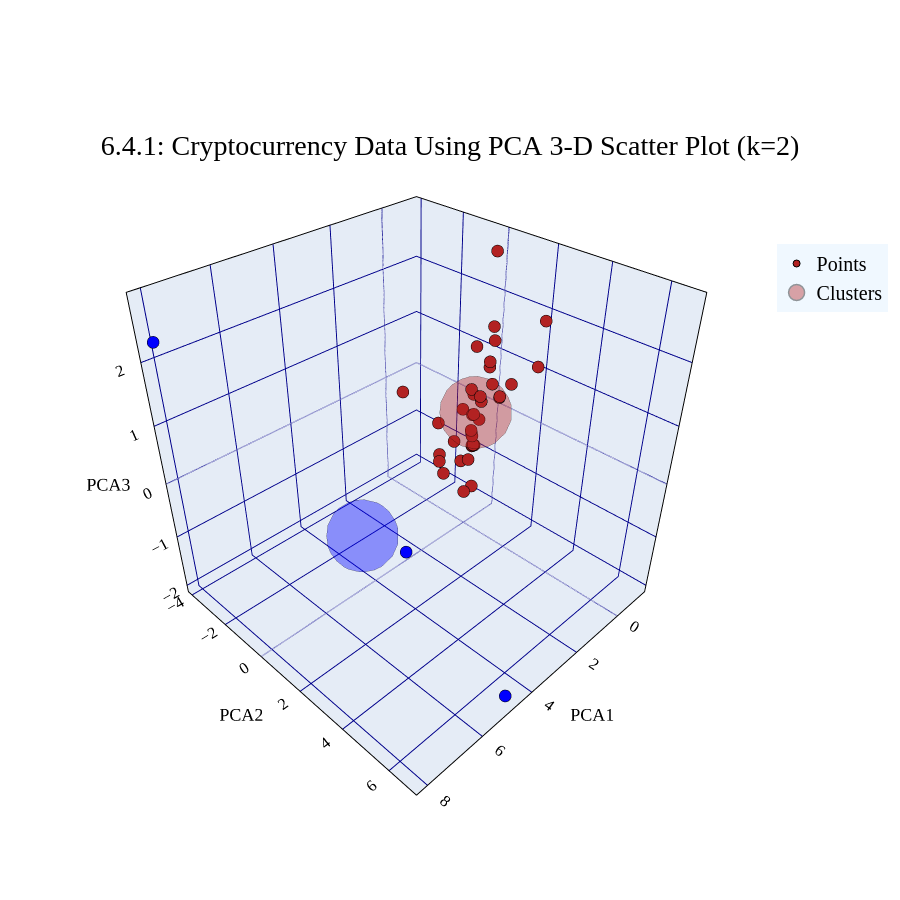 6.4.1: Cryptocurrency Data Using PCA 3-D Scatter Plot (k=2)
Points
Clusters
2
1
0
−1
−2
PCA3
−4
−2
0
2
4
6
PCA2
0
2
4
6
8
PCA1